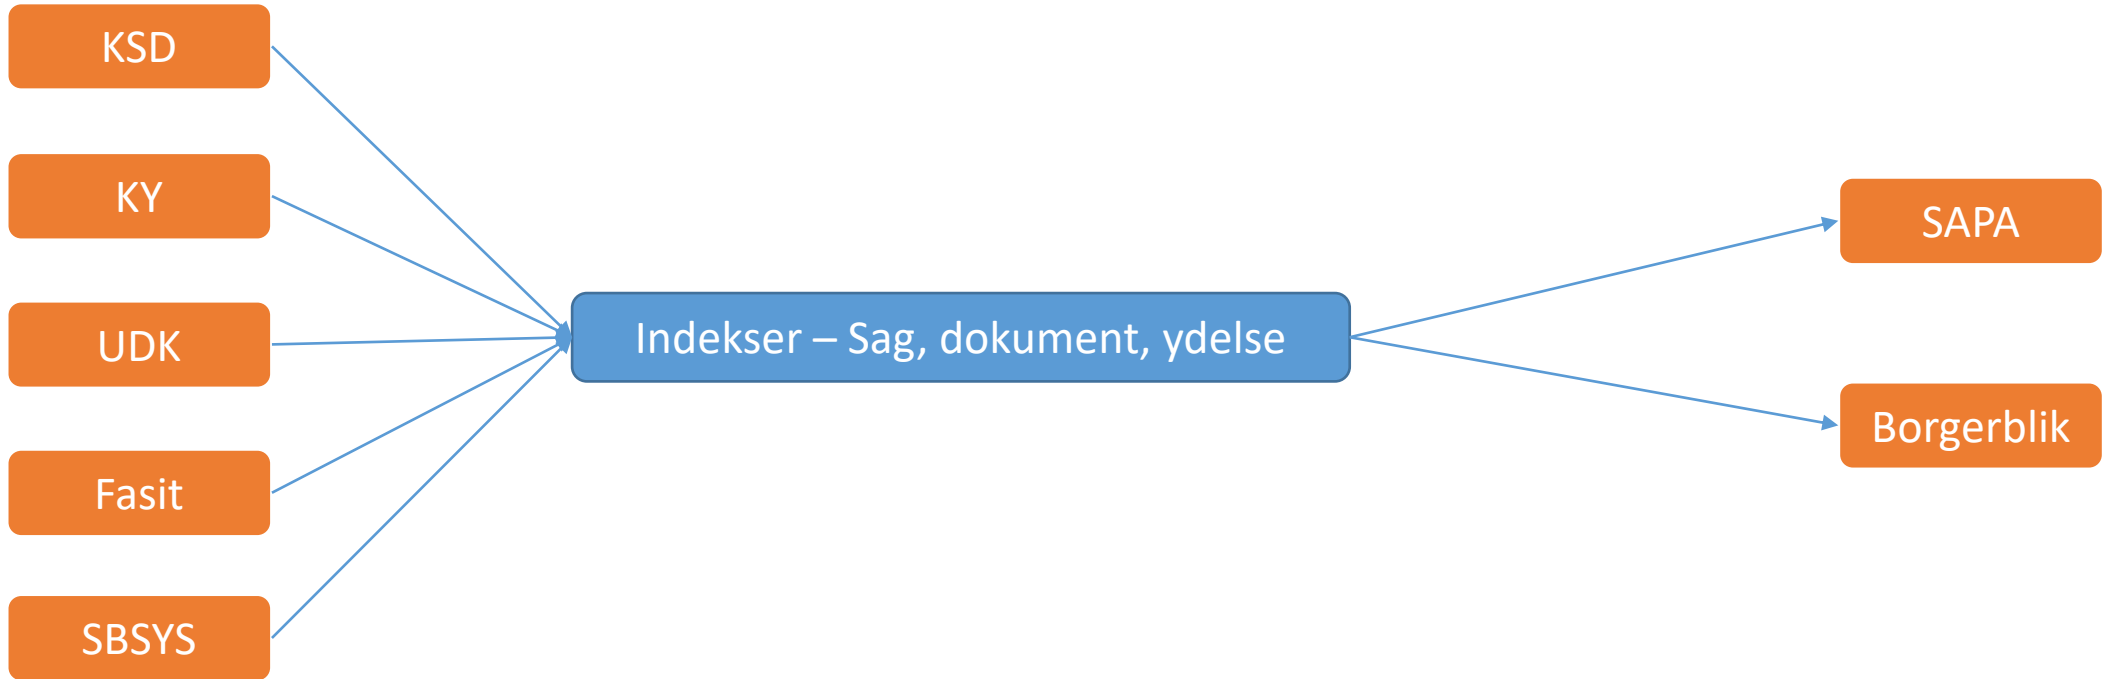 KSD
KY
UDK
Fasit
SBSYS
Indekser – Sag, dokument, ydelse
SAPA
Borgerblik